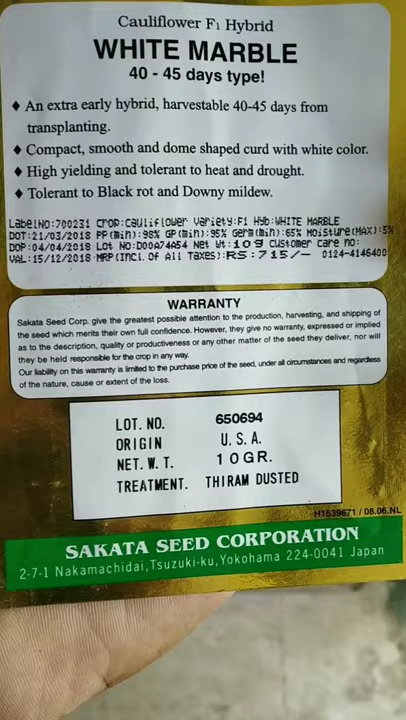 Cauliflower F1 Hybrid
WHITE MARBLE
40 - 45 days type!
♦ An extra early hybrid, harvestable 40-45 days from
transplanting.
♦ Compact, smooth and dome shaped curd with white color.
♦ High yielding and tolerant to heat and drought.
♦ Tolerant to Black rot and Downy mildew.
LabelNO:700231 CROP:Cauliflower Variety:F1 Hyb:WHITE MARBLE
DOT:21/03/2018 PP(min):98% GP(min):95% Germ(min):65% Moisture(MAX):5%
DOP:04/04/2018 Lot NO:D00A74A54 Net Wt:10g Customer Care no:
VAL:15/12/2018 MRP(Incl. Of All Taxes):RS:715/- 0124-4146400
WARRANTY
Sakata Seed Corp. give the greatest possible attention to the production, harvesting, and shipping of
the seed which merits their own full confidence. However, they give no warranty, expressed or implied
as to the description, quality or productiveness or any other matter of the seed they deliver, nor will
they be held responsible for the crop in any way.
Our liability on this warranty is limited to the purchase price of the seed, under all circumstances and regardless
of the nature, cause or extent of the loss.
LOT. NO. 650694
ORIGIN U. S. A.
NET. W. T. 10GR.
TREATMENT. THIRAM DUSTED
H1539671 / 08.06.NL
SAKATA SEED CORPORATION
2-7-1 Nakamachidai,Tsuzuki-ku,Yokohama 224-0041 Japan